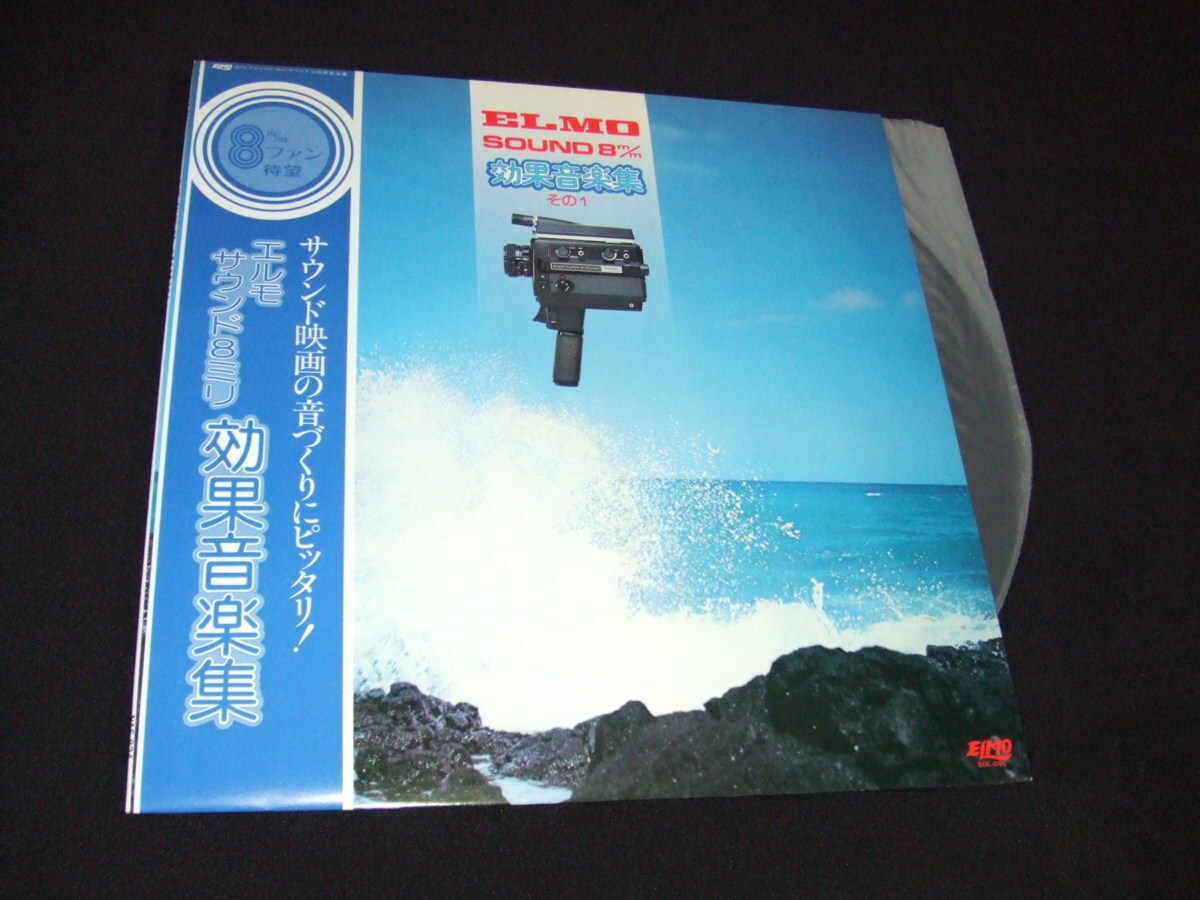 8m/m
ファン
待望
サウンド映画の音づくりにピッタリ!
エルモ
サウンド8ミリ
効果音楽集
ELMO
SOUND 8m/m
効果音楽集
その1
ELMO